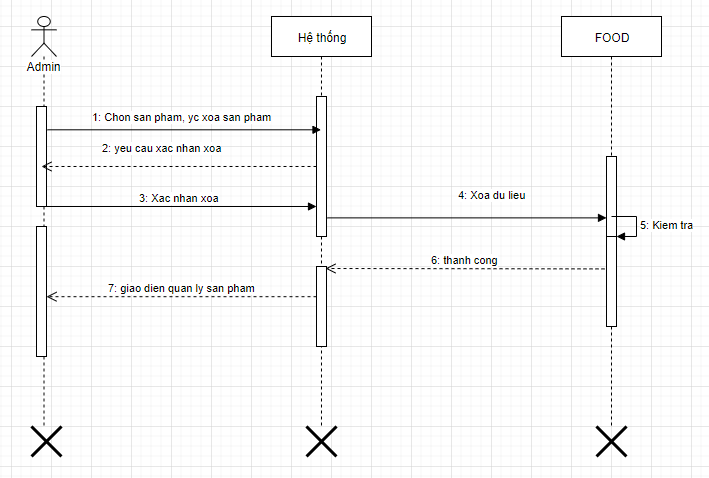 Admin
Hệ thống
FOOD
1: Chon san pham, yc xoa san pham
2: yeu cau xac nhan xoa
3: Xac nhan xoa
4: Xoa du lieu
5: Kiem tra
6: thanh cong
7: giao dien quan ly san pham